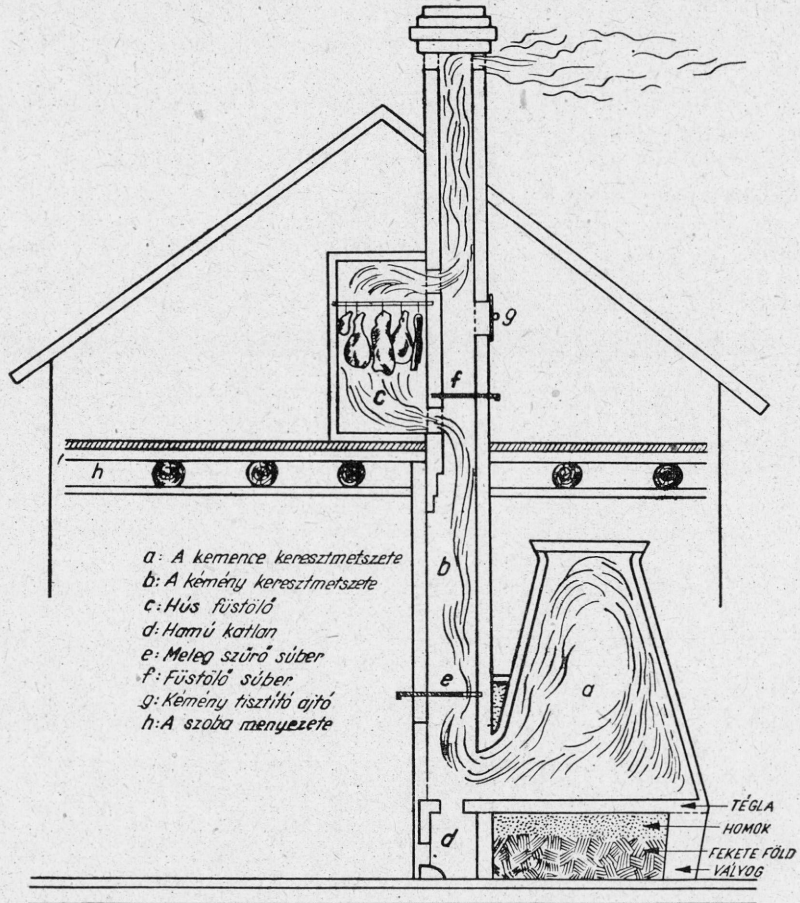 g
f
c
h
a: A kemence keresztmetszete
b: A kémény keresztmetszete
c: Hús füstölő
d: Hamú katlan
e: Meleg szűrő súber
f: Füstölő súber
g: Kémény tisztító ajtó
h: A szoba menyezete
b
e
a
d
TÉGLA
HOMOK
FEKETE FÖLD
VÁLYOG